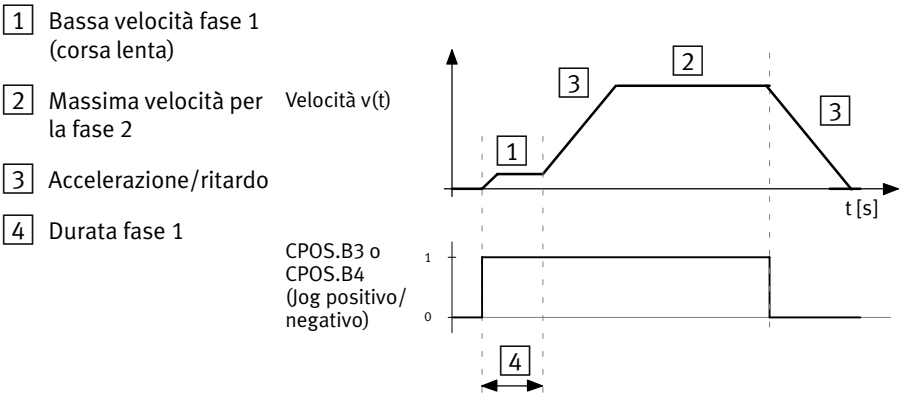 1 Bassa velocità fase 1
(corsa lenta)
2 Massima velocità per
la fase 2
3 Accelerazione/ritardo
4 Durata fase 1
Velocità v(t)
1
3
2
3
t [s]
CPOS.B3 o
CPOS.B4
(Jog positivo/
negativo)
1
0
4